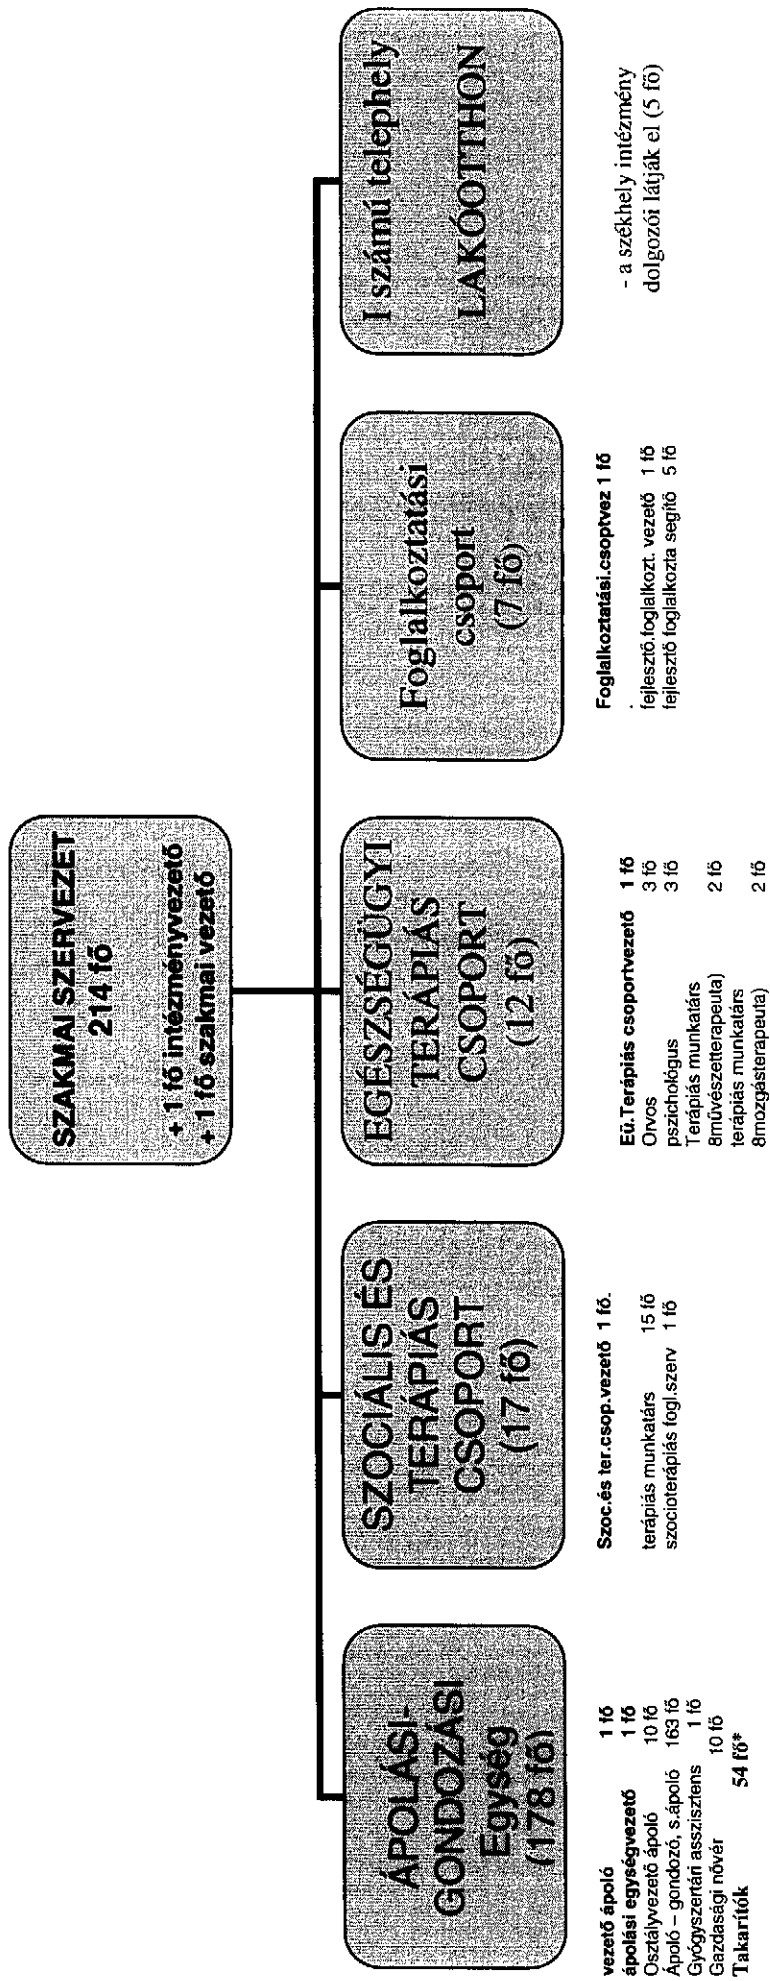 SZAKMAI SZERVEZET
214 fő
+ 1 fő intézményvezető
+ 1 fő szakmai vezető
ÁPOLÁSI-
GONDOZÁSI
Egység
(178 fő)
SZOCIÁLIS ÉS
TERÁPIÁS
CSOPORT
(17 fő)
EGÉSZSÉGÜGYI
TERÁPIÁS
CSOPORT
(12 fő)
Foglalkoztatási
csoport
(7 fő)
I számú telephely
LAKÓOTTHON
vezető ápoló 1 fő
ápolási egységvezető 1 fő
Osztályvezető ápoló 10 fő
Ápoló – gondozó, s.ápoló 163 fő
Gyógyszertári asszisztens 1 fő
Gazdasági nővér 10 fő
Takarítók 54 fő*
Szoc.és ter.csop.vezető 1 fő.
terápiás munkatárs 15 fő
szocioterápiás fogl.szerv 1 fő
Eü.Terápiás csoportvezető 1 fő
Orvos 3 fő
pszichológus 3 fő
Terápiás munkatárs
8művészetterapeuta) 2 fő
terápiás munkatárs
8mozgásterapeuta) 2 fő
Foglalkoztatási.csoptvez 1 fő
.
fejlesztő.foglalkozt. vezető 1 fő
fejlesztő foglalkozta segítő 5 fő
- a székhely intézmény
dolgozói látják el (5 fő)